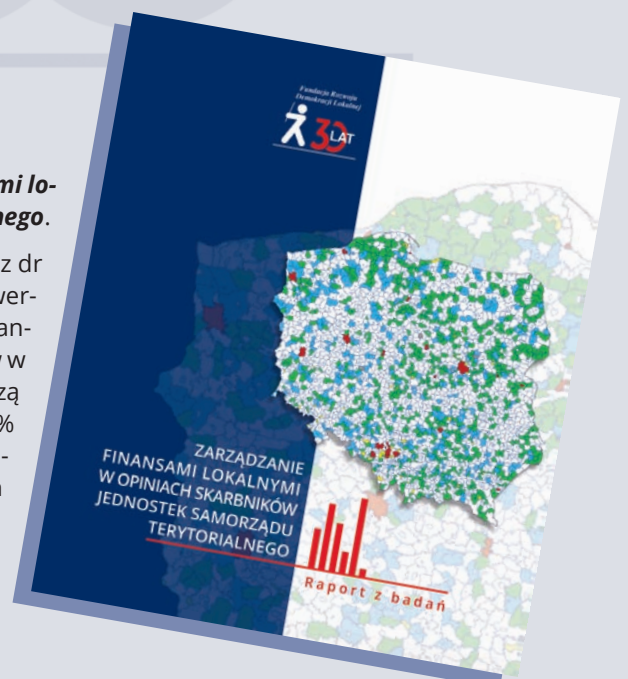 mi lo-
nego.
z dr
wer-
an-
w
zą
%
-
Fundacja Rozwoju
Demokracji Lokalnej
30 LAT
ZARZĄDZANIE
FINANSAMI LOKALNYMI
W OPINIACH SKARBNIKÓW
JEDNOSTEK SAMORZĄDU
TERYTORIALNEGO
Raport z badań